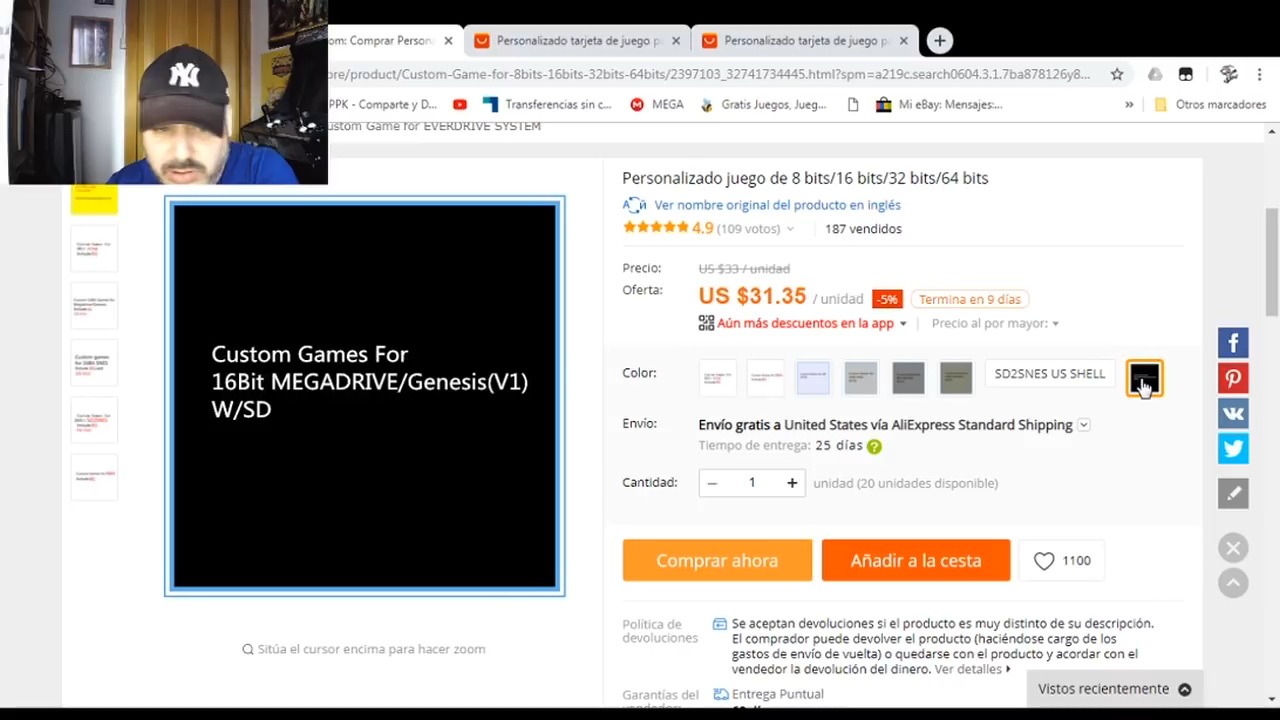 om: Comprar Person
Personalizado tarjeta de juego p
Personalizado tarjeta de juego p
ore/product/Custom-Game-for-8bits-16bits-32bits-64bits/2397103_32741734445.html?spm=a219c.search0604.3.1.7ba878126y8...
PPK - Comparte y D...
Transferencias sin c...
MEGA
Gratis Juegos, Jueg...
Mi eBay: Mensajes:...
»
Otros marcadores
ustom Game for EVERDRIVE SYSTEM
NY
Personalizado juego de 8 bits/16 bits/32 bits/64 bits
Ver nombre original del producto en inglés
4.9 (109 votos)
187 vendidos
Precio: US $33 / unidad
Oferta: US $31.35 / unidad -5% Termina en 9 días
Aún más descuentos en la app
Precio al por mayor:
Custom Games For
16Bit MEGADRIVE/Genesis(V1)
W/SD
Color: SD2SNES US SHELL
Envío: Envío gratis a United States vía AliExpress Standard Shipping
Tiempo de entrega: 25 días
Cantidad: - 1 + unidad (20 unidades disponible)
Comprar ahora
Añadir a la cesta
1100
Sitúa el cursor encima para hacer zoom
Política de
devoluciones
Se aceptan devoluciones si el producto es muy distinto de su descripción.
El comprador puede devolver el producto (haciéndose cargo de los
gastos de envío de vuelta) o quedarse con el producto y acordar con el
vendedor la devolución del dinero. Ver detalles
Garantías del
Entrega Puntual
Vistos recientemente